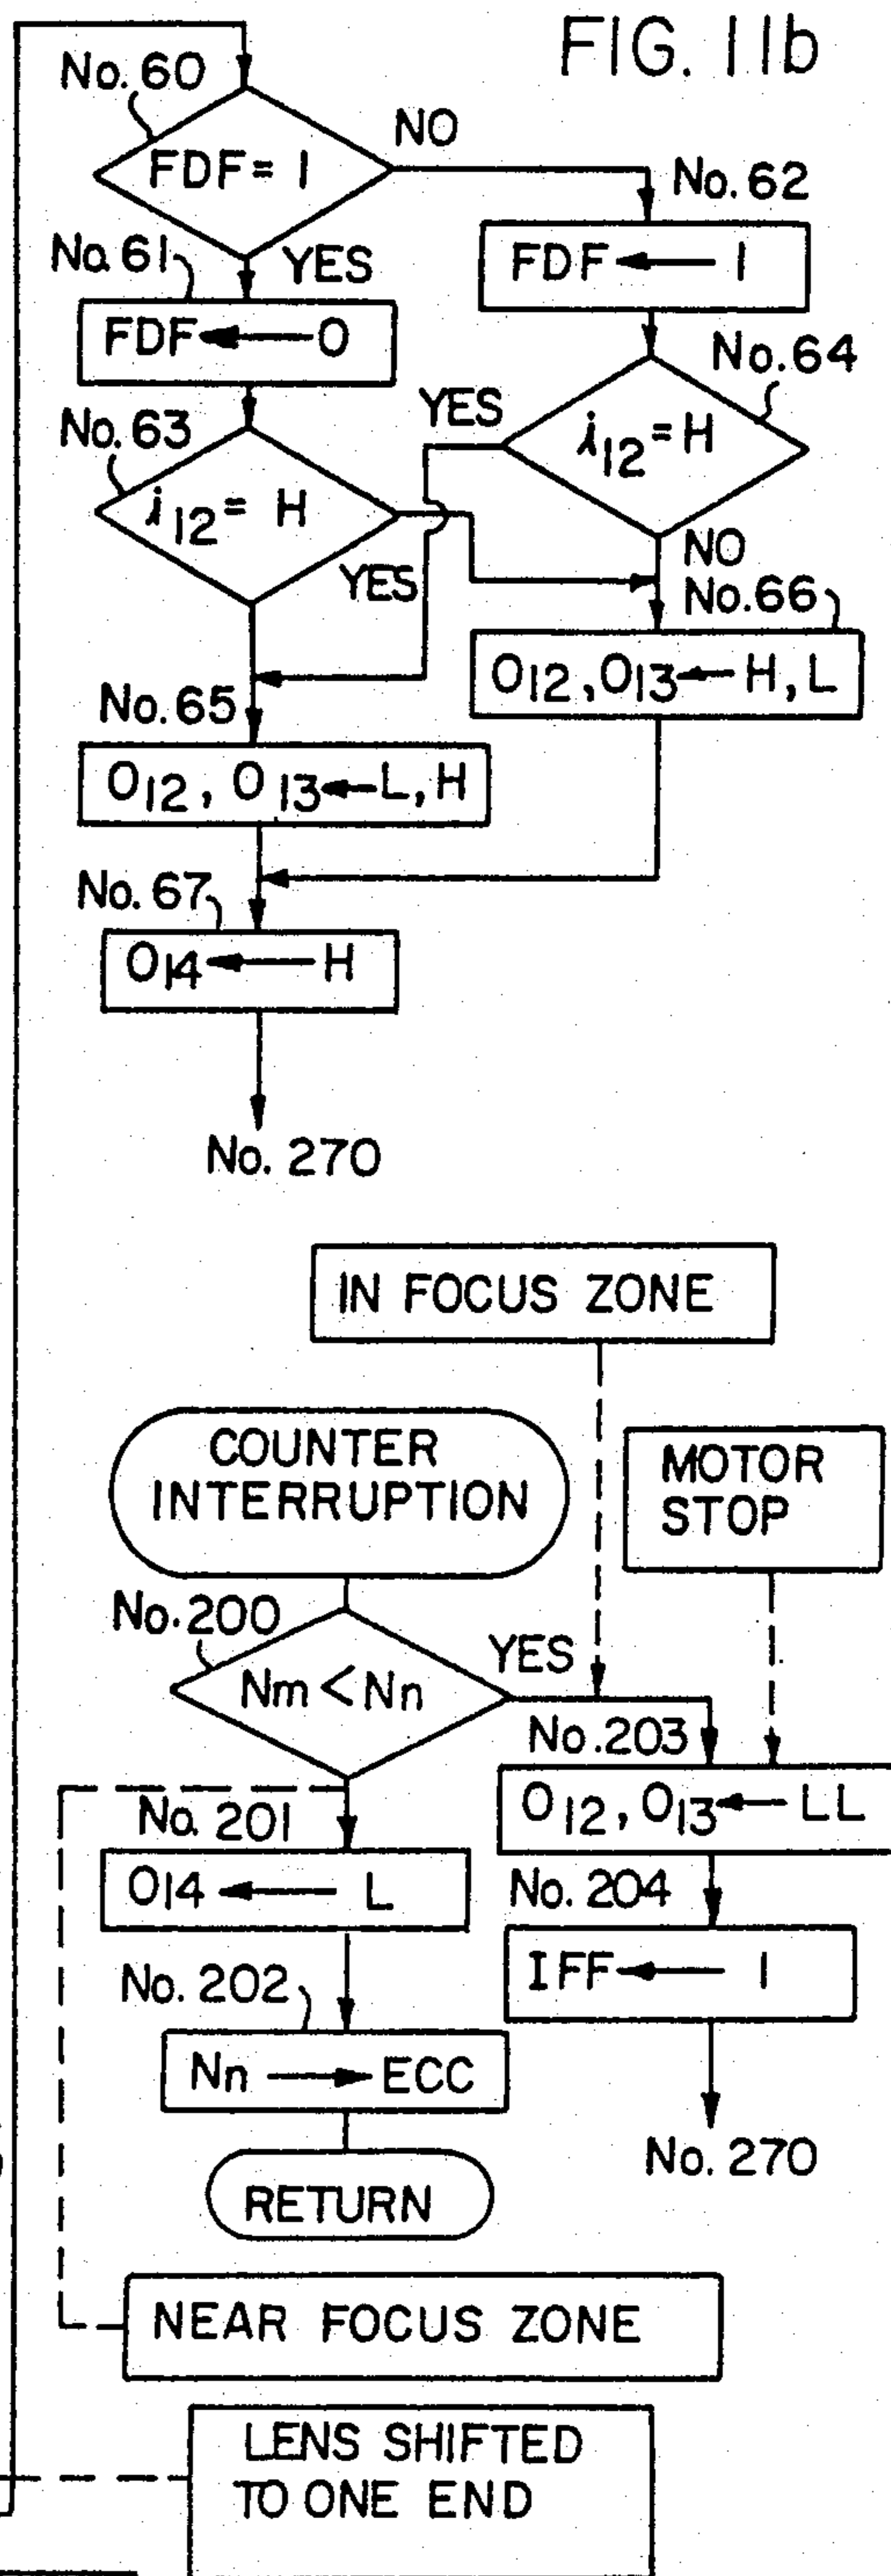 FIG. 11b
No. 60
FDF = 1
NO
No. 62
FDF ← 1
No. 61
YES
FDF ← 0
No. 64
i12 = H
YES
No. 63
i12 = H
YES
NO
No. 66
O12, O13 ← H, L
No. 65
O12, O13 ← L, H
No. 67
O14 ← H
No. 270
IN FOCUS ZONE
COUNTER
INTERRUPTION
MOTOR
STOP
No. 200
Nm < Nn
YES
No. 203
O12, O13 ← LL
No. 201
O14 ← L
No. 204
IFF ← 1
No. 202
Nn → ECC
No. 270
RETURN
NEAR FOCUS ZONE
LENS SHIFTED
TO ONE END